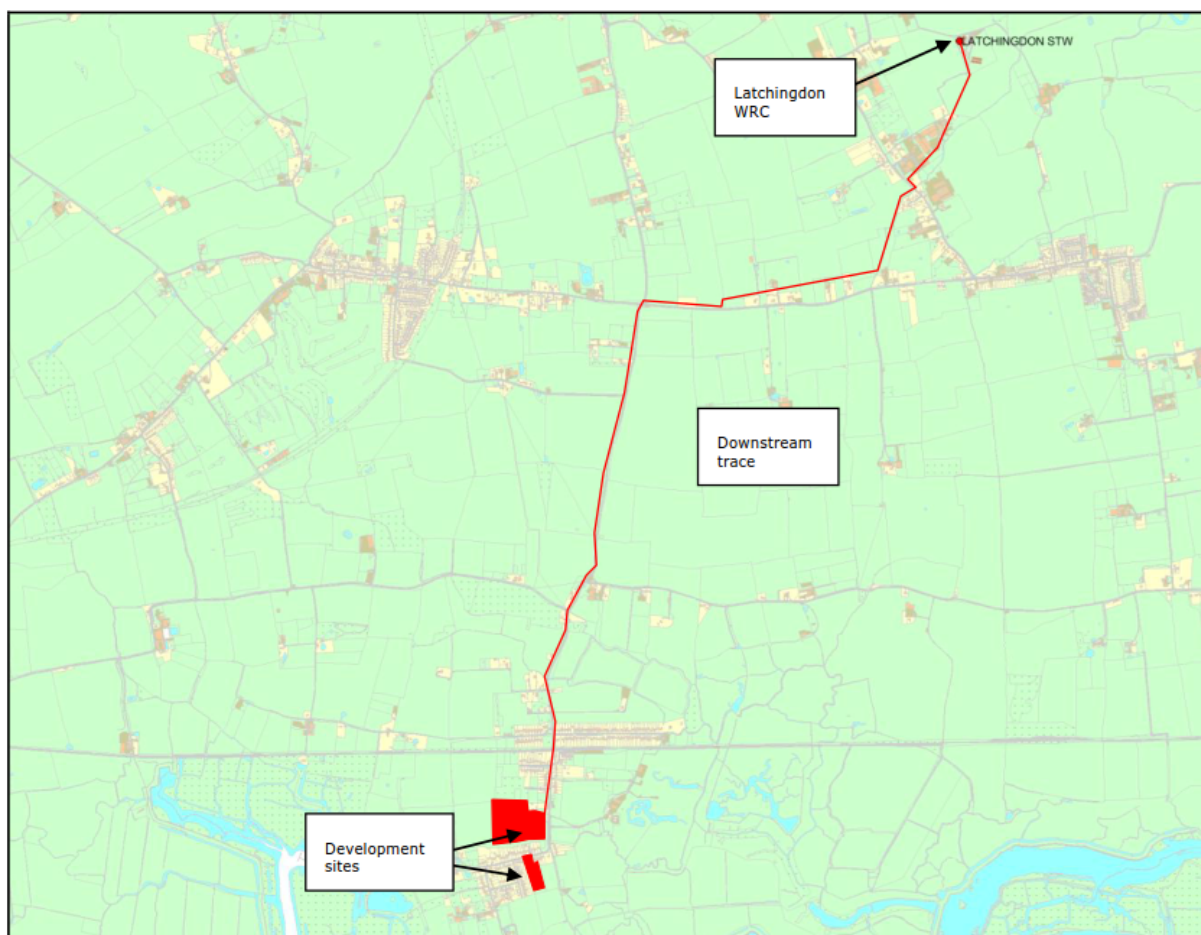 LATCHINGDON STW
Latchingdon
WRC
Downstream
trace
Development
sites